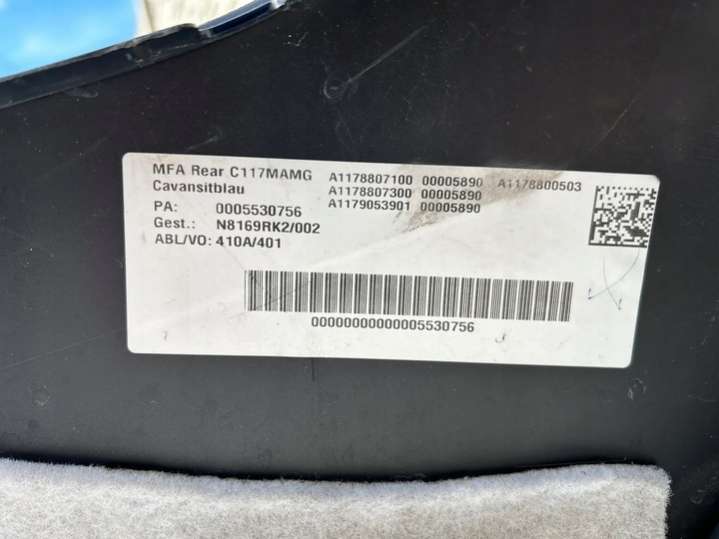 MFA Rear C117MAMG A1178807100 00005890 A1178800503
Cavansitblau A1178807300 00005890
PA: 0005530756 A1179053901 00005890
Gest.: N8169RK2/002
ABL/VO: 410A/401
00000000000005530756